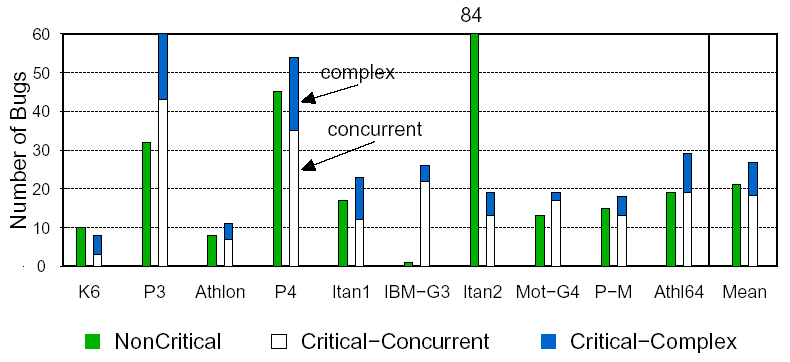 84
60
50
40
30
20
10
0
Number of Bugs
complex
concurrent
K6 P3 Athlon P4 Itan1 IBM-G3 Itan2 Mot-G4 P-M Athl64 Mean
NonCritical Critical-Concurrent Critical-Complex